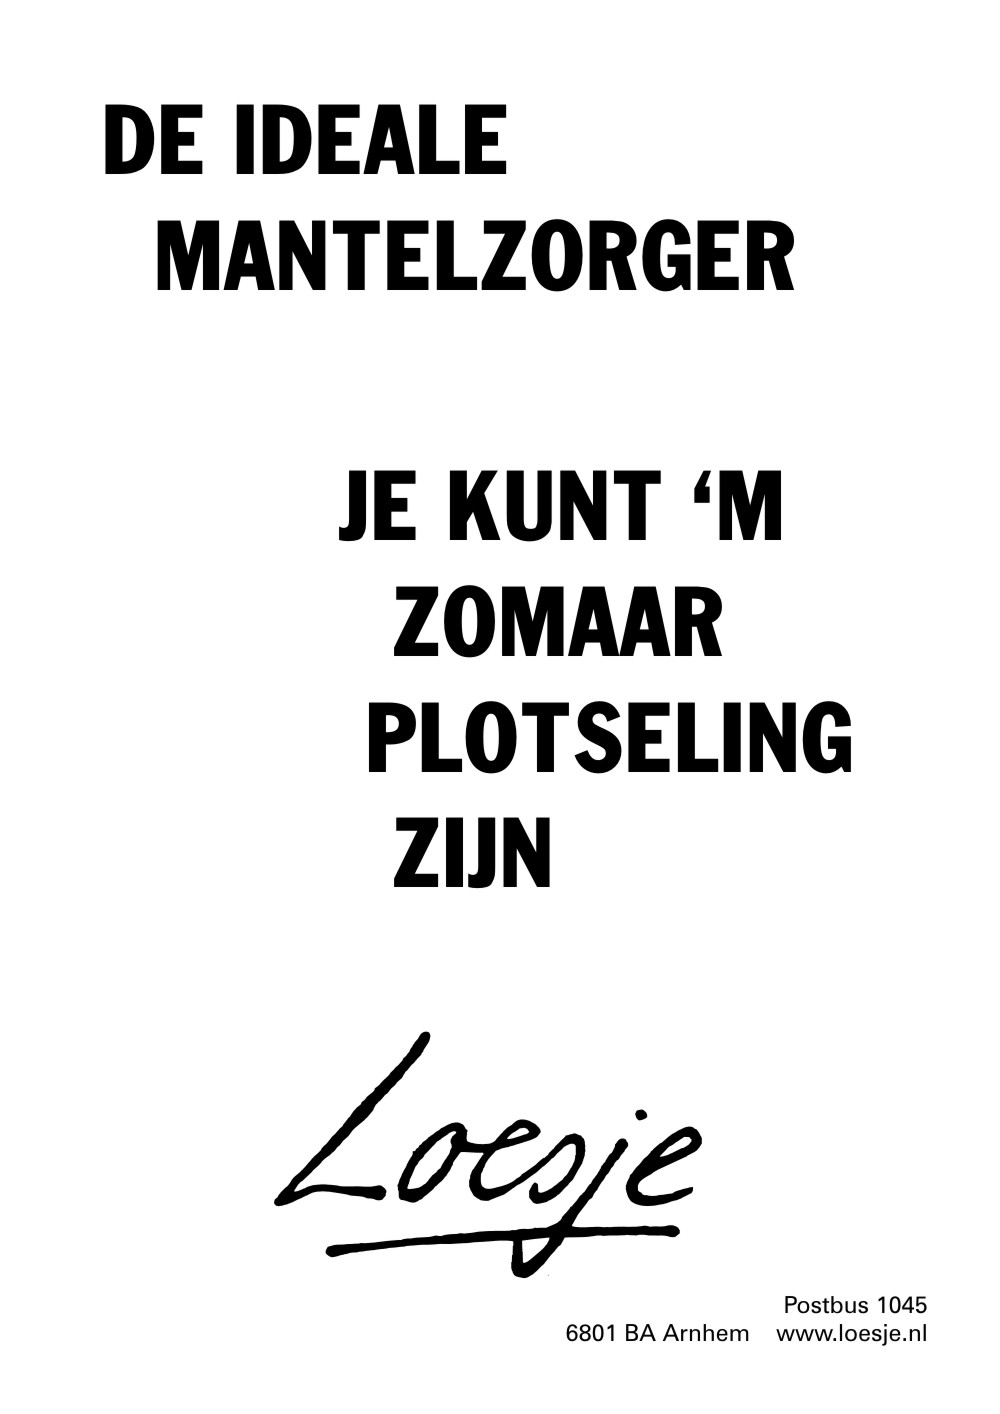 DE IDEALE
MANTELZORGER
JE KUNT ‘M
ZOMAAR
PLOTSELING
ZIJN
Loesje
Postbus 1045
6801 BA Arnhem www.loesje.nl